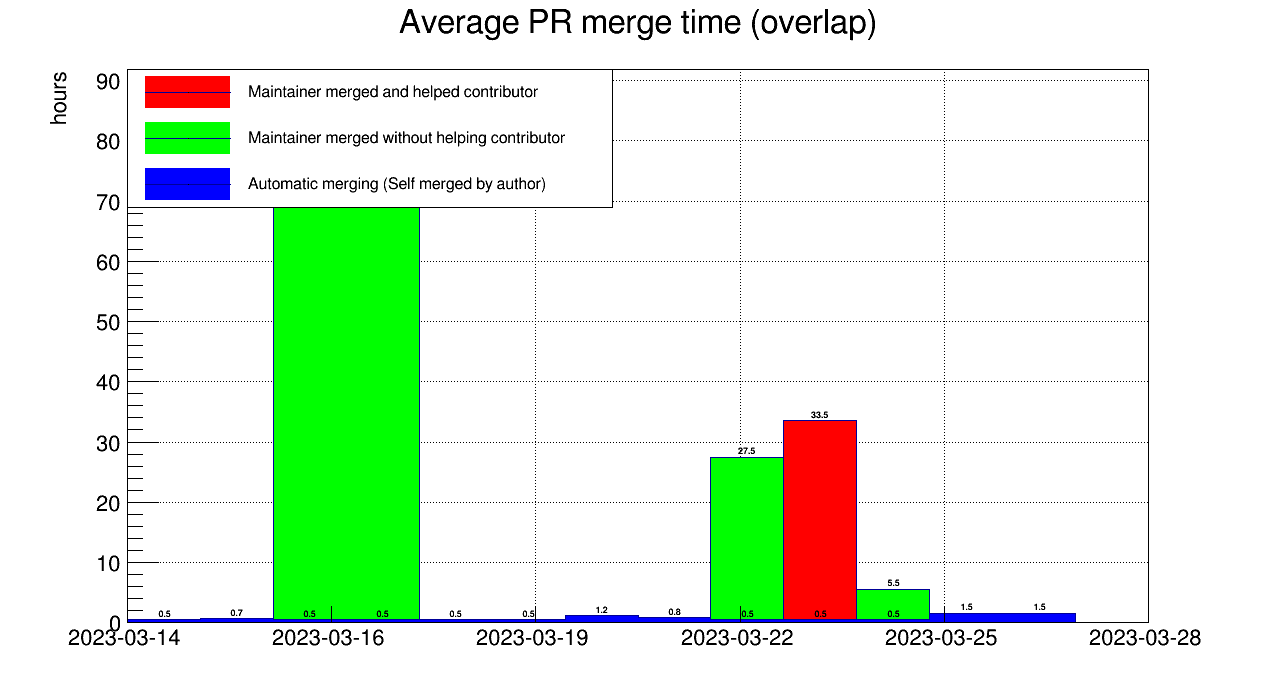 Average PR merge time (overlap)
hours
90
80
70
60
50
40
30
20
10
0
Maintainer merged and helped contributor
Maintainer merged without helping contributor
Automatic merging (Self merged by author)
33.5
27.5
5.5
0.5 0.7 0.5 0.5 0.5 0.5 1.2 0.8 0.5 0.5 0.5 1.5 1.5
2023-03-14 2023-03-16 2023-03-19 2023-03-22 2023-03-25 2023-03-28